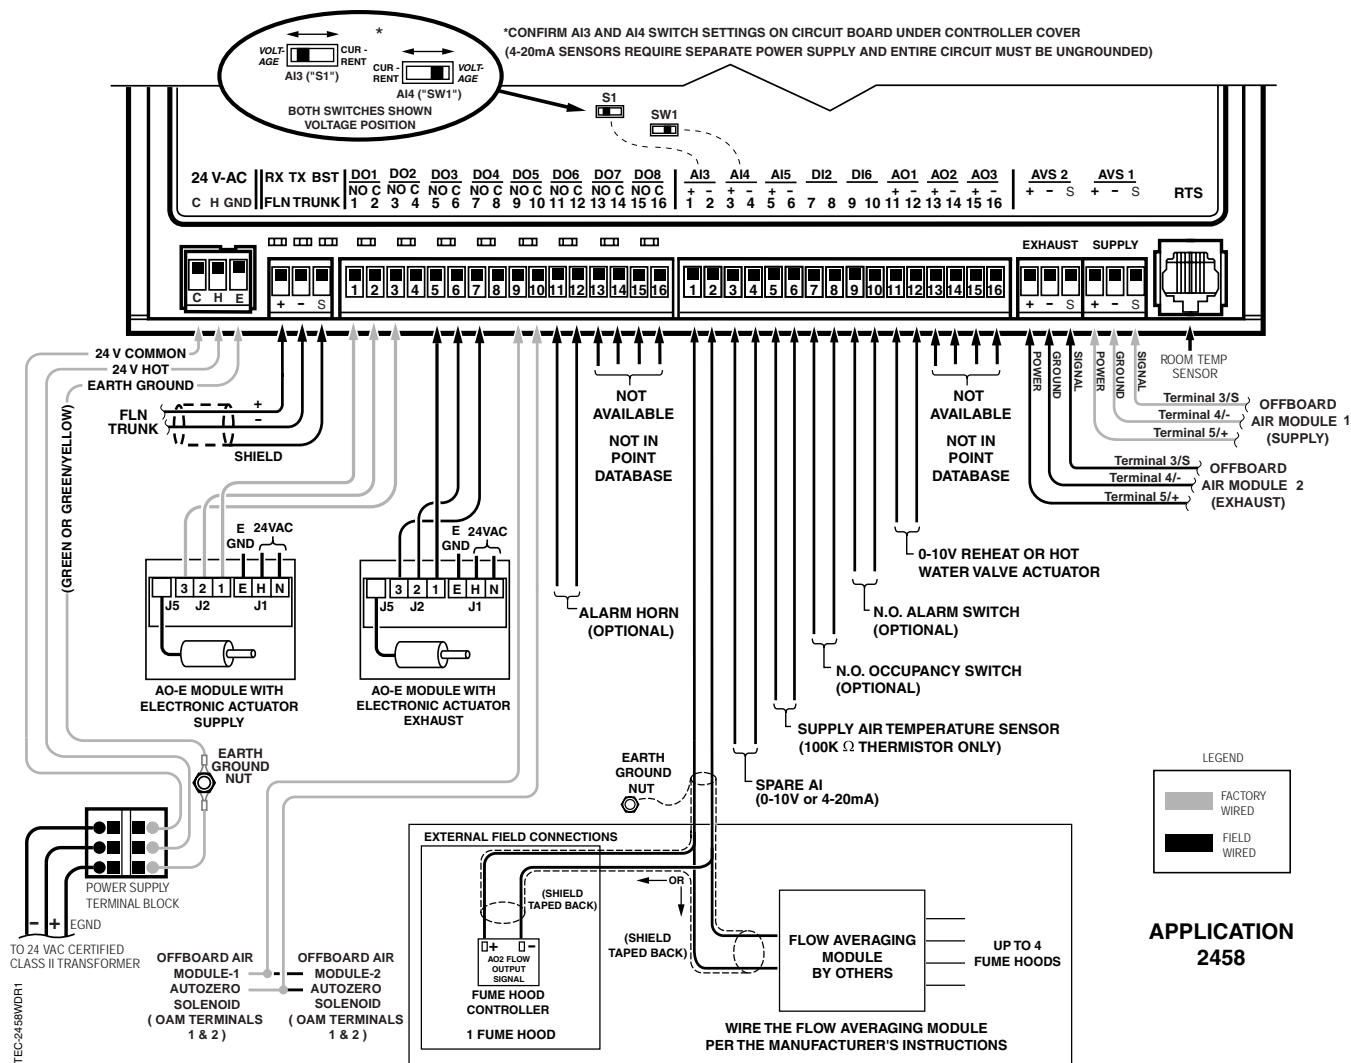 *CONFIRM AI3 AND AI4 SWITCH SETTINGS ON CIRCUIT BOARD UNDER CONTROLLER COVER
(4-20mA SENSORS REQUIRE SEPARATE POWER SUPPLY AND ENTIRE CIRCUIT MUST BE UNGROUNDED)
*
VOLT-
AGE
CUR -
RENT
AI3 ("S1")
CUR -
RENT
VOLT-
AGE
AI4 ("SW1")
BOTH SWITCHES SHOWN
VOLTAGE POSITION
S1
SW1
24 V-AC
C H GND
RX TX BST
FLN TRUNK
DO1 DO2 DO3 DO4 DO5 DO6 DO7 DO8
NO C NO C NO C NO C NO C NO C NO C NO C
1 2 3 4 5 6 7 8 9 10 11 12 13 14 15 16
AI3 AI4 AI5 DI2 DI6 AO1 AO2 AO3
+ - + - + - + - + - + -
1 2 3 4 5 6 7 8 9 10 11 12 13 14 15 16
AVS 2 AVS 1
+ - S + - S
RTS
EXHAUST SUPPLY
C H E
+ - S
1 2 3 4 5 6 7 8 9 10 11 12 13 14 15 16
1 2 3 4 5 6 7 8 9 10 11 12 13 14 15 16
+ - S + - S
24 V COMMON
24 V HOT
EARTH GROUND
FLN
TRUNK
+
-
SHIELD
(GREEN OR GREEN/YELLOW)
NOT
AVAILABLE
NOT IN
POINT
DATABASE
NOT
AVAILABLE
NOT IN
POINT
DATABASE
POWER
GROUND
SIGNAL
POWER
GROUND
SIGNAL
ROOM TEMP
SENSOR
Terminal 3/S
Terminal 4/-
Terminal 5/+
OFFBOARD
AIR MODULE 1
(SUPPLY)
Terminal 3/S
Terminal 4/-
Terminal 5/+
OFFBOARD
AIR MODULE 2
(EXHAUST)
E
GND
24VAC
3 2 1 E H N
J5 J2 J1
AO-E MODULE WITH
ELECTRONIC ACTUATOR
SUPPLY
E
GND
24VAC
3 2 1 E H N
J5 J2 J1
AO-E MODULE WITH
ELECTRONIC ACTUATOR
EXHAUST
ALARM HORN
(OPTIONAL)
0-10V REHEAT OR HOT
WATER VALVE ACTUATOR
N.O. ALARM SWITCH
(OPTIONAL)
N.O. OCCUPANCY SWITCH
(OPTIONAL)
SUPPLY AIR TEMPERATURE SENSOR
(100K Ω THERMISTOR ONLY)
SPARE AI
(0-10V or 4-20mA)
EARTH
GROUND
NUT
EARTH
GROUND
NUT
POWER SUPPLY
TERMINAL BLOCK
- + EGND
TO 24 VAC CERTIFIED
CLASS II TRANSFORMER
OFFBOARD AIR
MODULE-1
AUTOZERO
SOLENOID
( OAM TERMINALS
1 & 2 )
OFFBOARD AIR
MODULE-2
AUTOZERO
SOLENOID
( OAM TERMINALS
1 & 2 )
EXTERNAL FIELD CONNECTIONS
(SHIELD
TAPED BACK)
+ -
AO2 FLOW
OUTPUT
SIGNAL
FUME HOOD
CONTROLLER
1 FUME HOOD
OR
(SHIELD
TAPED BACK)
FLOW AVERAGING
MODULE
BY OTHERS
UP TO 4
FUME HOODS
WIRE THE FLOW AVERAGING MODULE
PER THE MANUFACTURER'S INSTRUCTIONS
LEGEND
FACTORY
WIRED
FIELD
WIRED
APPLICATION
2458
TEC-2458WDR1